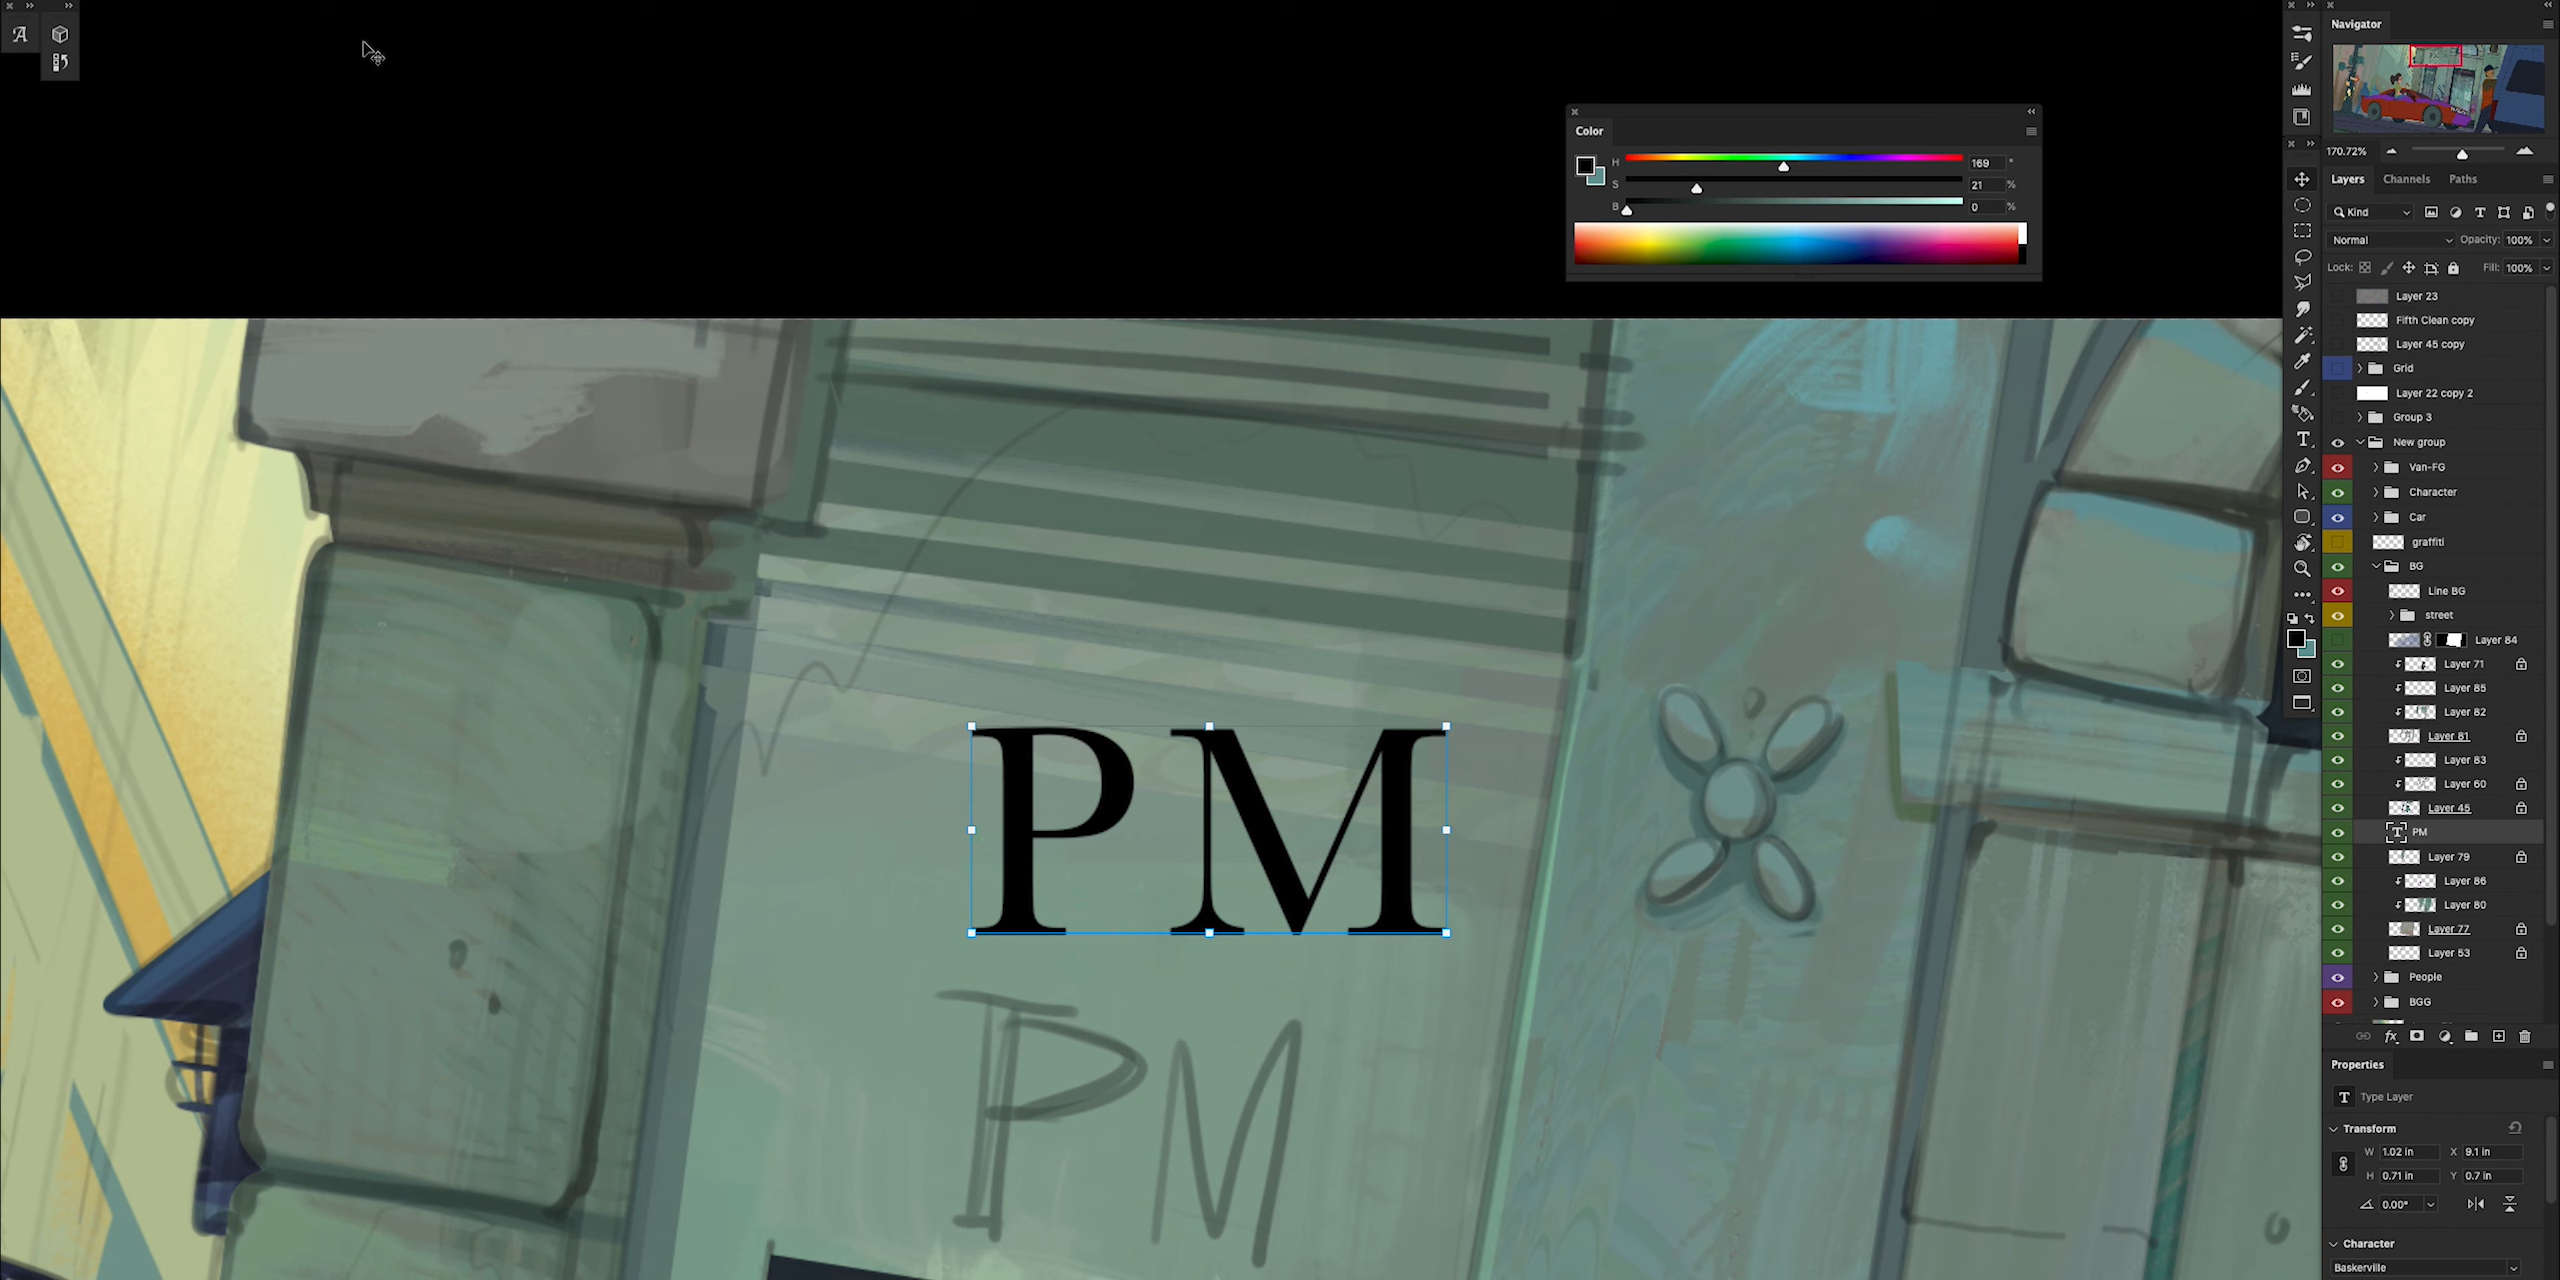 Navigator
170.72%
Color
H 169 °
S 21 %
B 0 %
Layers Channels Paths
Kind
Normal Opacity: 100%
Lock: Fill: 100%
Layer 23
Fifth Clean copy
Layer 45 copy
Grid
Layer 22 copy 2
Group 3
New group
Van-FG
Character
Car
graffiti
BG
Line BG
street
Layer 84
Layer 71
Layer 85
Layer 82
Layer 81
Layer 83
Layer 60
Layer 45
PM
Layer 79
Layer 86
Layer 80
Layer 77
Layer 53
People
BGG
fx
Properties
Type Layer
Transform
W 1.02 in X 9.1 in
H 0.71 in Y 0.7 in
0.00°
Character
Baskerville
PM
PM